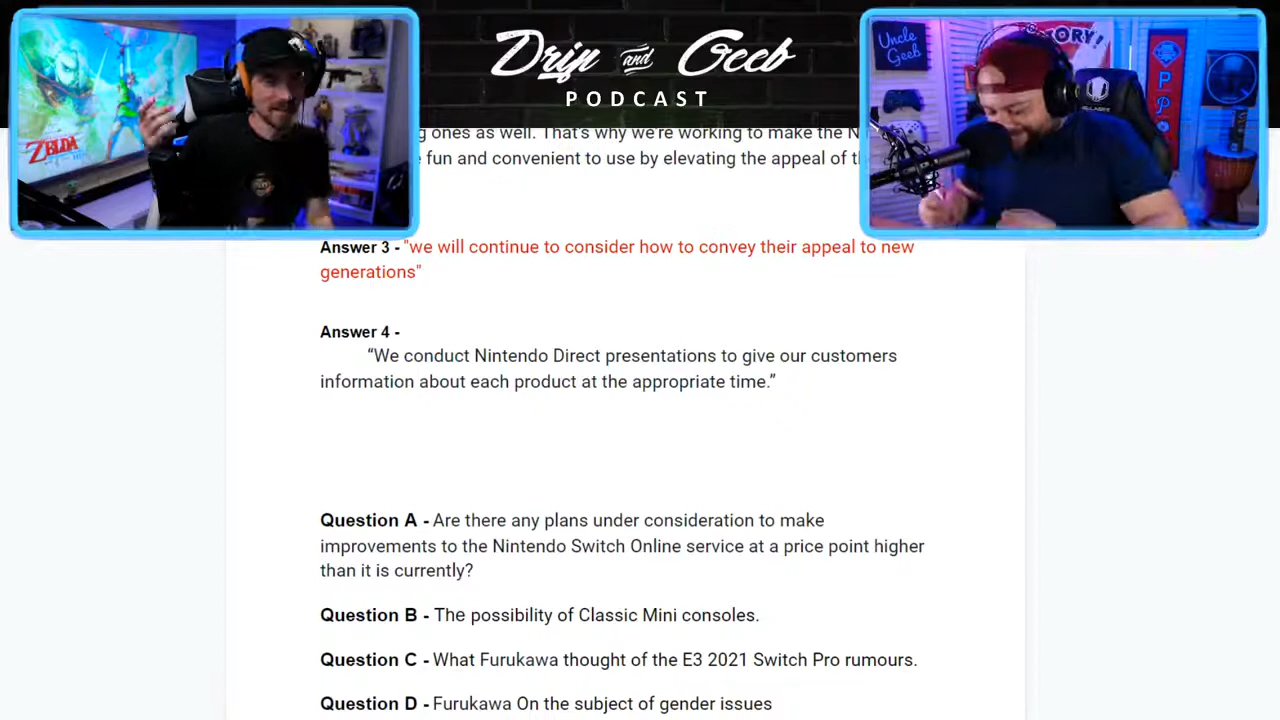 Drip and Geeb
PODCAST
ZELDA
Uncle
Geeb
ORY!
P
P
g ones as well. That's why we're working to make the N
fun and convenient to use by elevating the appeal of th
Answer 3 - "we will continue to consider how to convey their appeal to new
generations"
Answer 4 -
“We conduct Nintendo Direct presentations to give our customers
information about each product at the appropriate time.”
Question A - Are there any plans under consideration to make
improvements to the Nintendo Switch Online service at a price point higher
than it is currently?
Question B - The possibility of Classic Mini consoles.
Question C - What Furukawa thought of the E3 2021 Switch Pro rumours.
Question D - Furukawa On the subject of gender issues